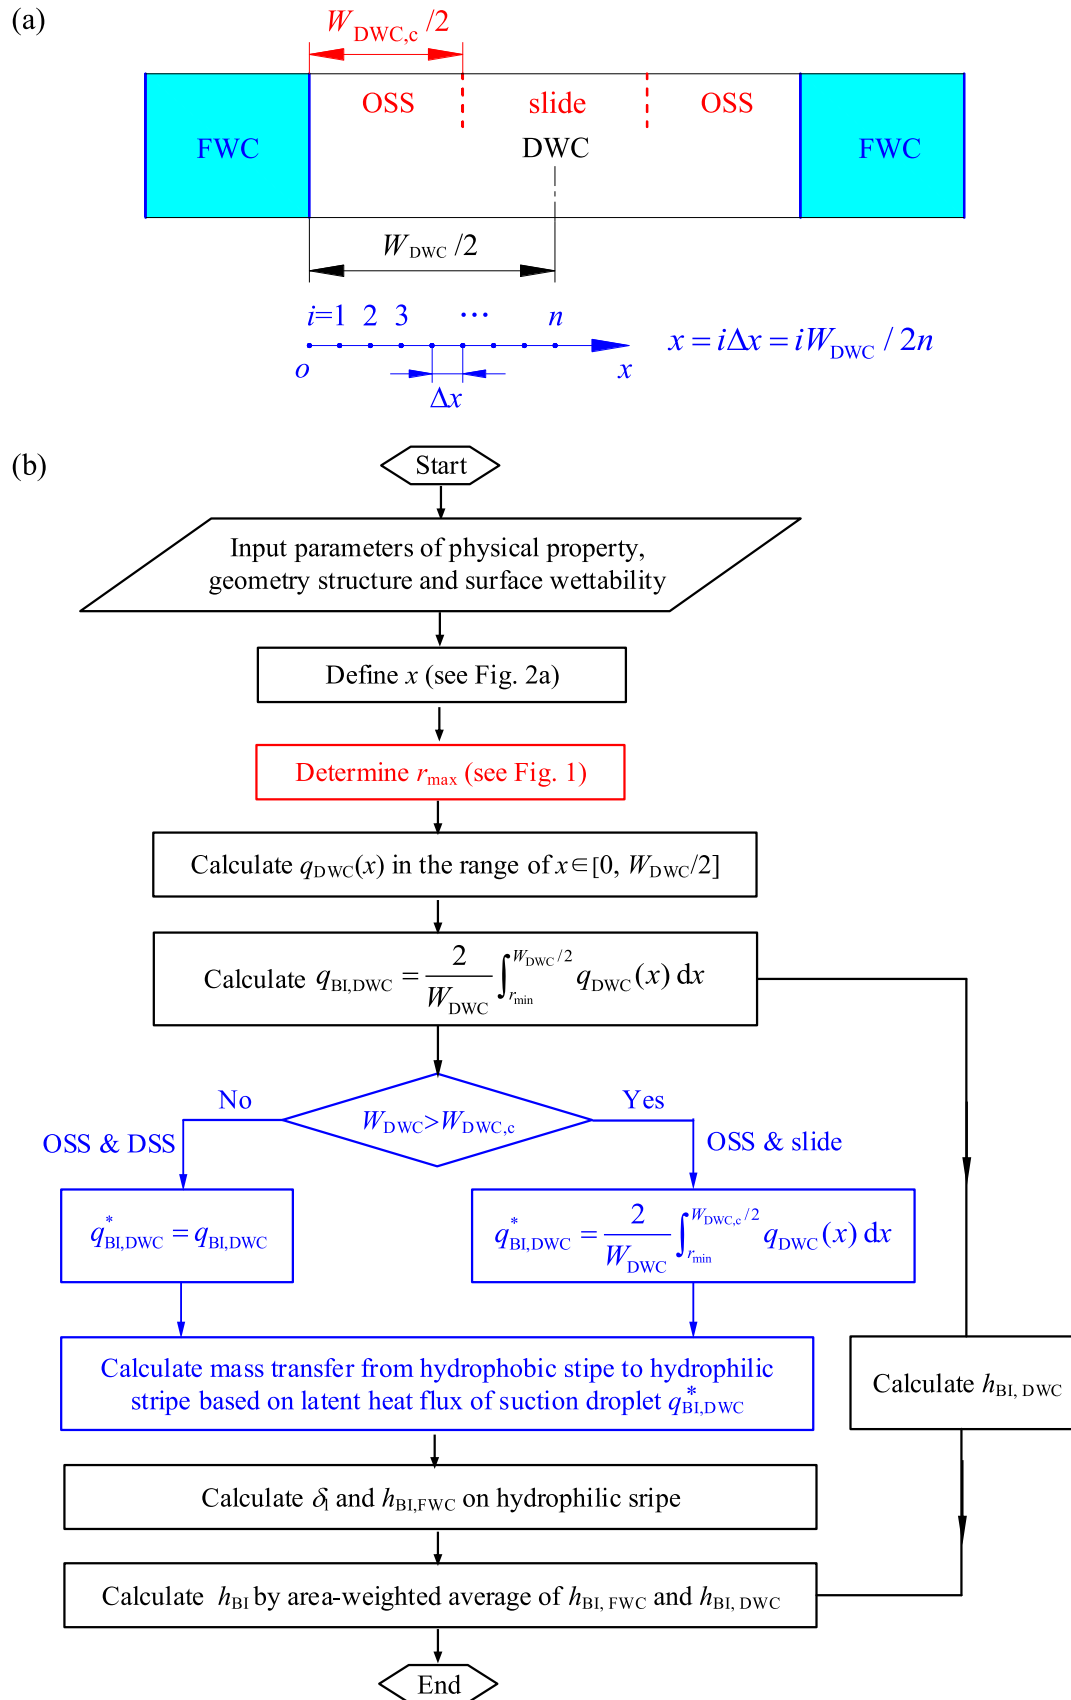 (a)
W_DWC,c /2
OSS slide OSS
FWC DWC FWC
W_DWC /2
i=1 2 3 ··· n
x = iΔx = iW_DWC / 2n
o x
Δx
(b)
Start
Input parameters of physical property,
geometry structure and surface wettability
Define x (see Fig. 2a)
Determine r_max (see Fig. 1)
Calculate q_DWC(x) in the range of x∈[0, W_DWC/2]
Calculate q_BI,DWC = 2/W_DWC ∫_r_min^W_DWC/2 q_DWC(x) dx
No Yes
W_DWC>W_DWC,c
OSS & DSS OSS & slide
q*_BI,DWC = q_BI,DWC
q*_BI,DWC = 2/W_DWC ∫_r_min^W_DWC,c/2 q_DWC(x) dx
Calculate mass transfer from hydrophobic stipe to hydrophilic
stripe based on latent heat flux of suction droplet q*_BI,DWC
Calculate h_BI, DWC
Calculate δ_l and h_BI,FWC on hydrophilic sripe
Calculate h_BI by area-weighted average of h_BI, FWC and h_BI, DWC
End